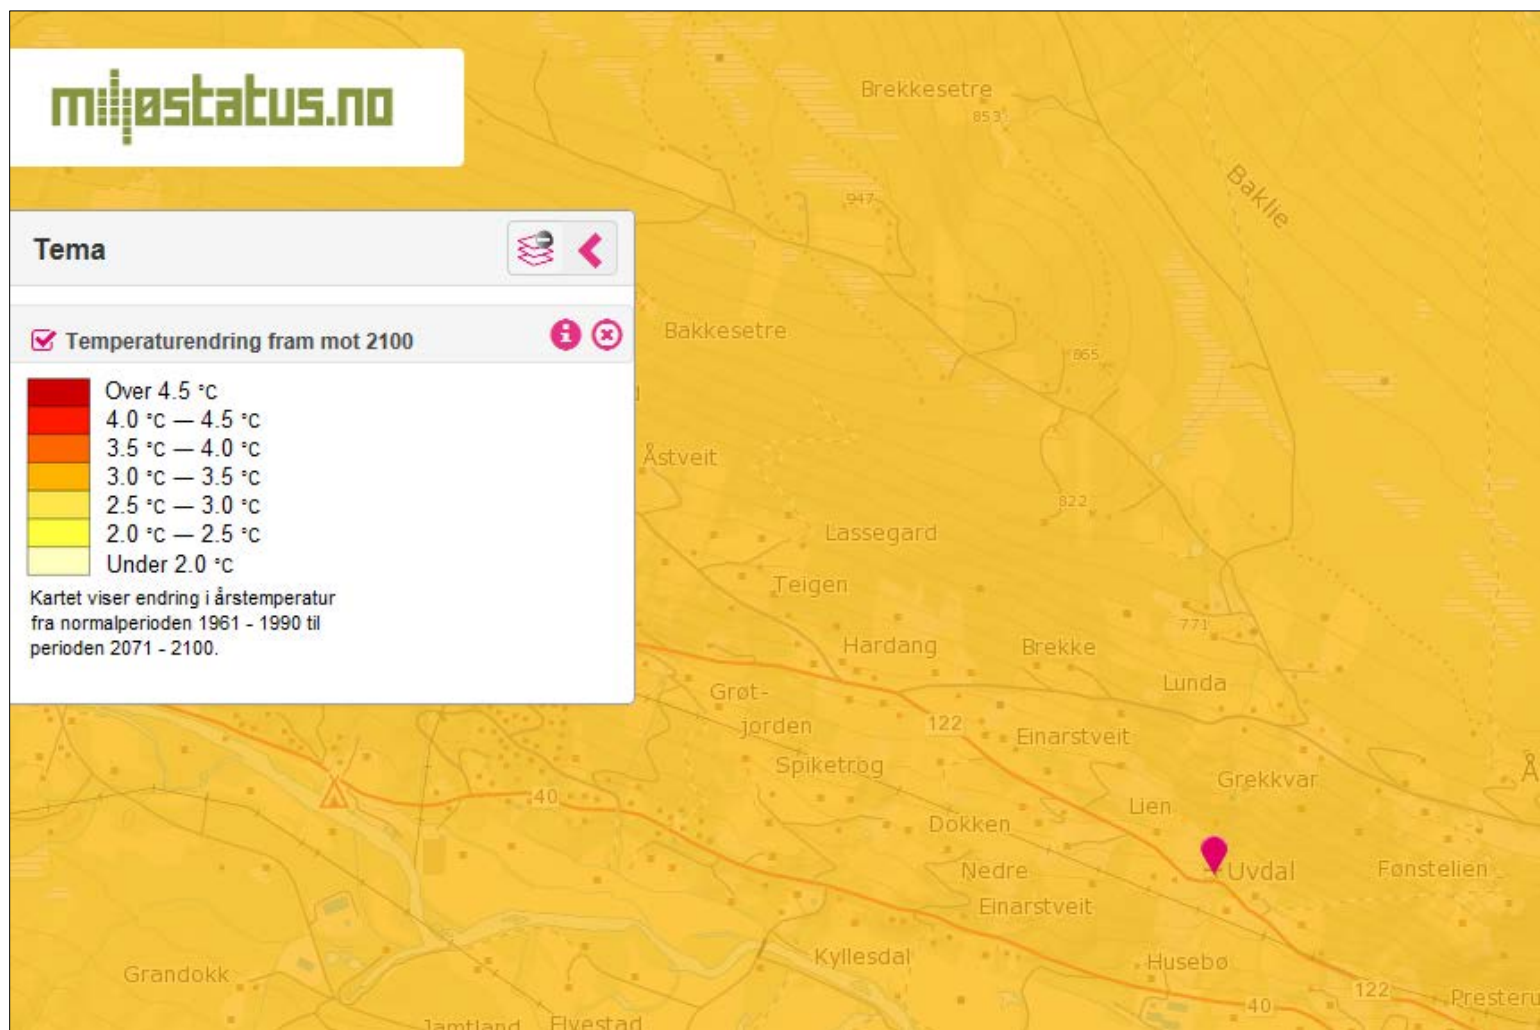 miljøstatus.no
Brekkesetre
853
Baklie
947
Tema
Temperaturendring fram mot 2100
Bakkesetre
865
Over 4.5 °C
4.0 °C — 4.5 °C
3.5 °C — 4.0 °C
3.0 °C — 3.5 °C
2.5 °C — 3.0 °C
2.0 °C — 2.5 °C
Under 2.0 °C
Kartet viser endring i årstemperatur
fra normalperioden 1961 - 1990 til
perioden 2071 - 2100.
Åstveit
822
Lassegard
Teigen
771
Hardang
Brekke
Lunda
Grøt-
jorden
122
Einarstveit
Spiketrog
Grekkvar
Å
40
Lien
Dokken
Nedre
Einarstveit
Uvdal
Fønstelien
Kyllesdal
Husebø
Grandokk
122
Presteru
40
Jamtland
Elvestad